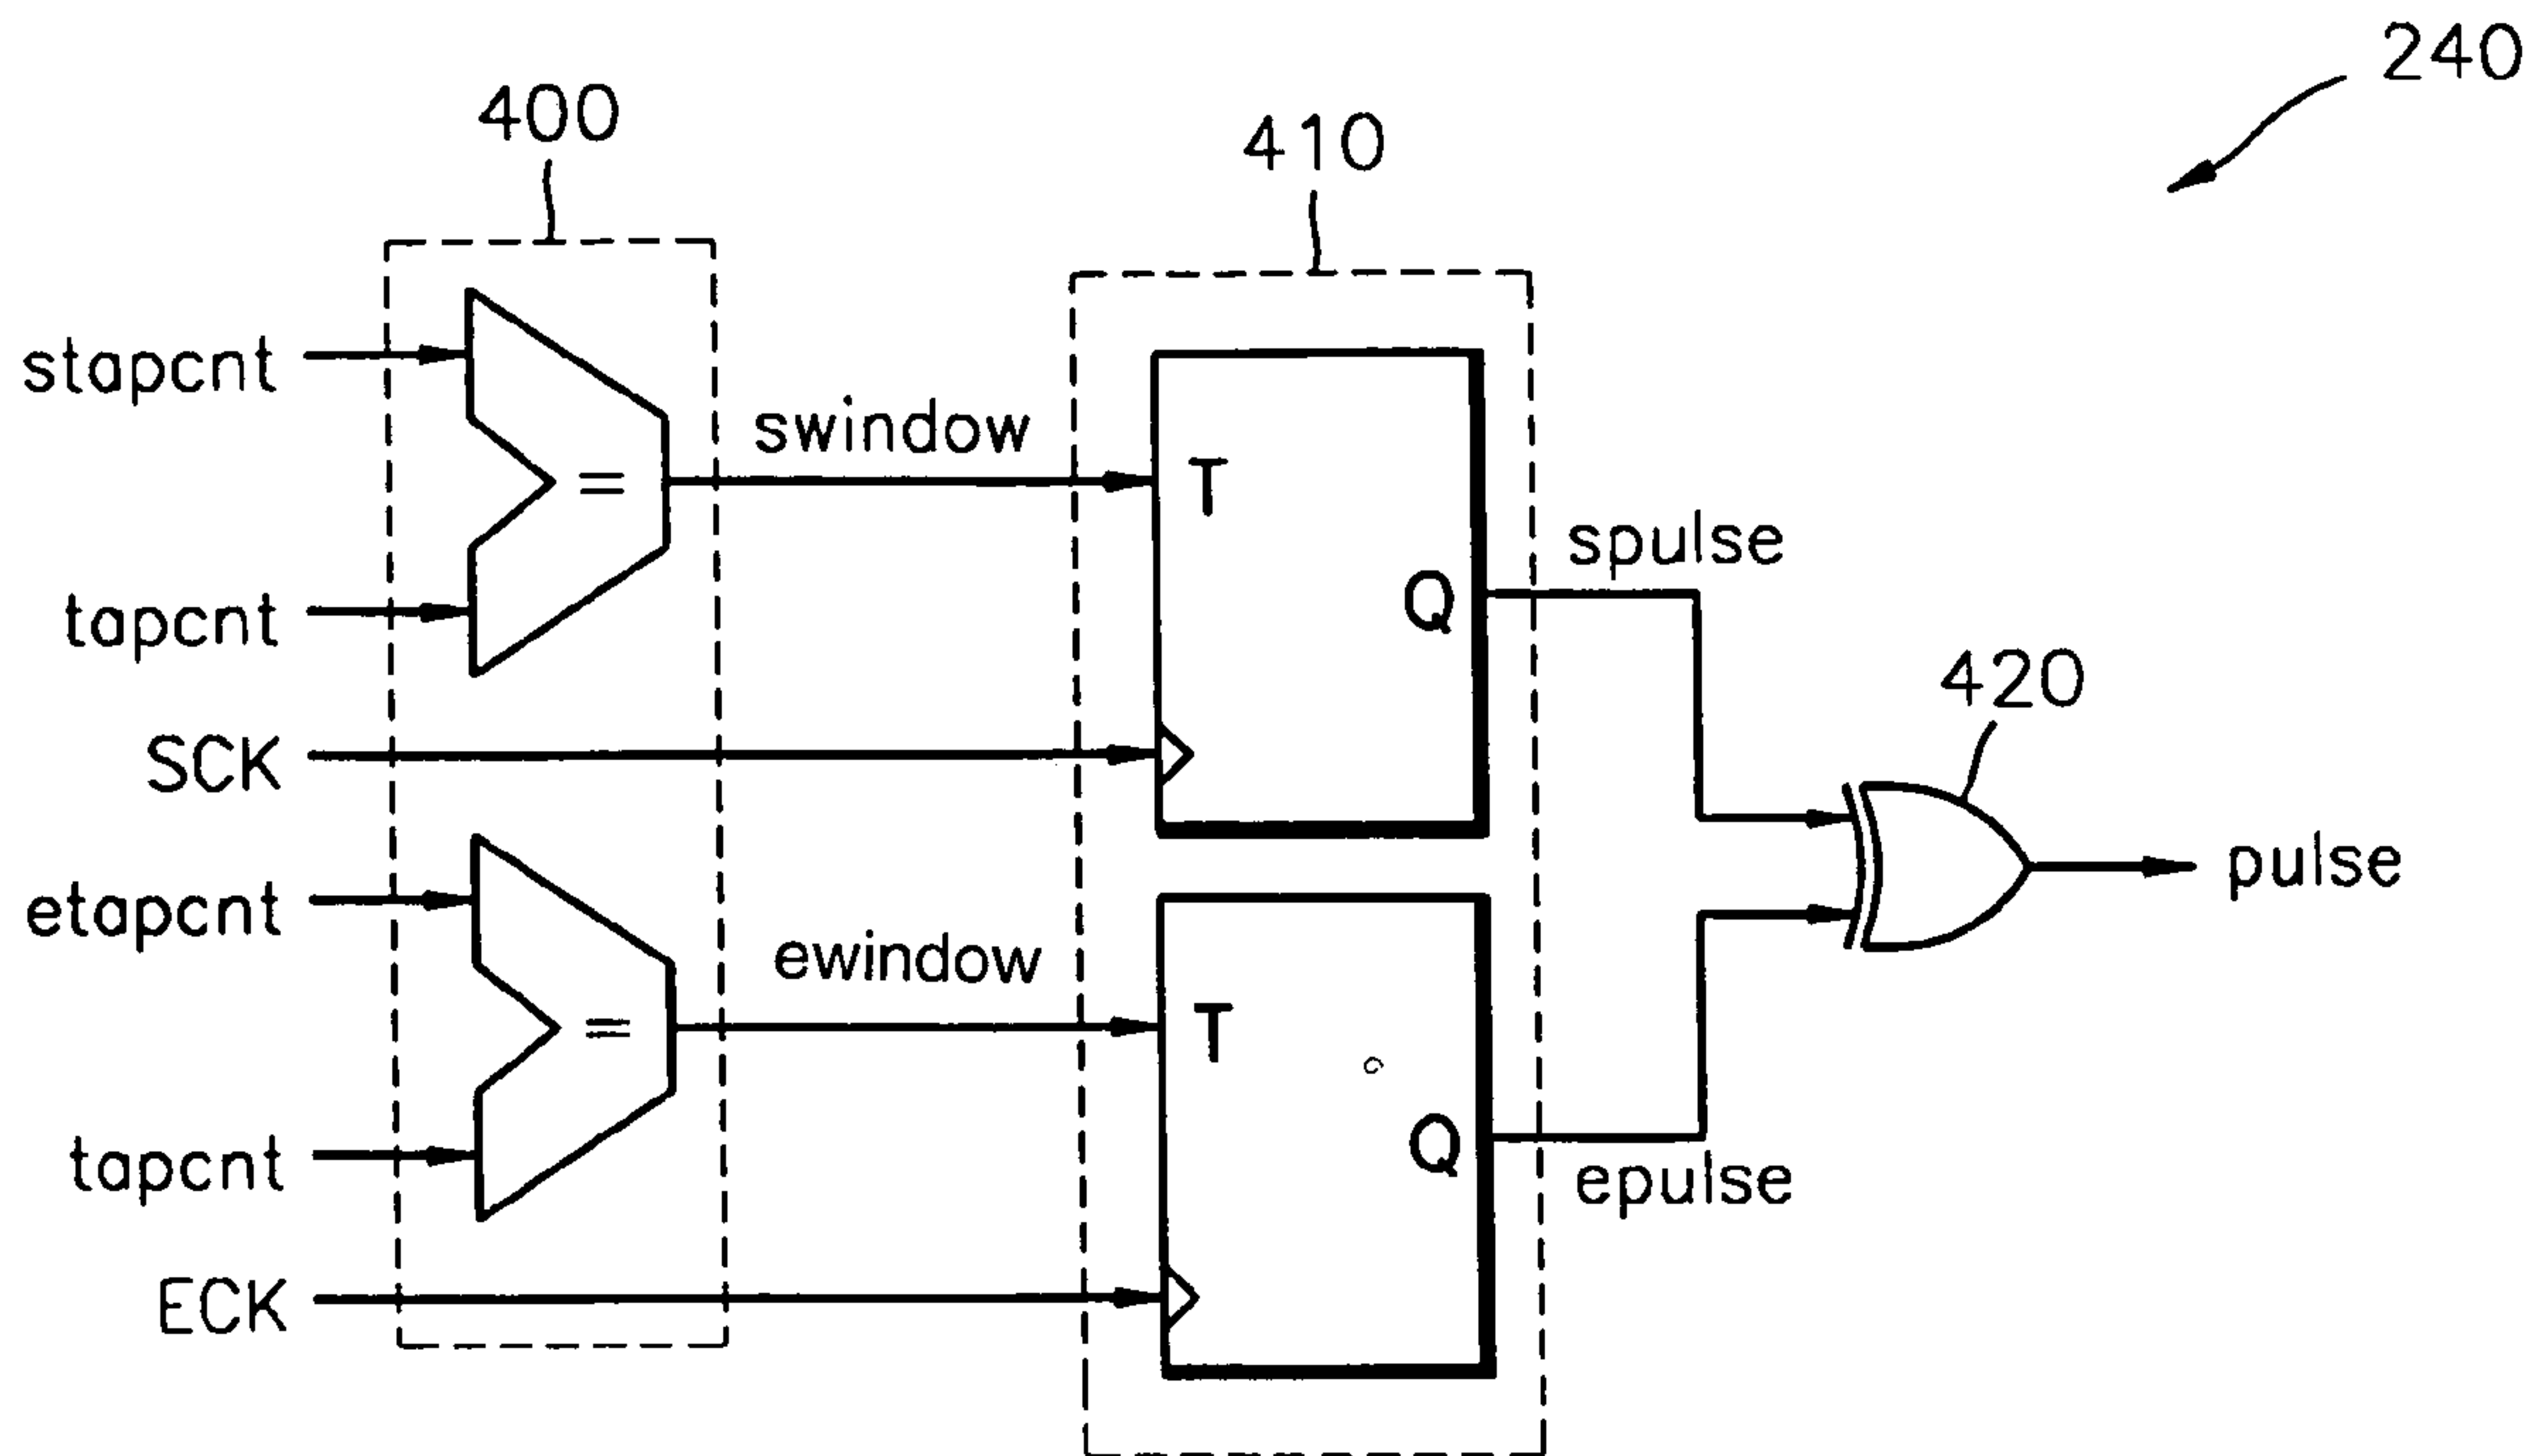 240
400
410
stapcnt
swindow
=
T
tapcnt
spulse
Q
420
SCK
etapcnt
pulse
ewindow
=
T
tapcnt
Q
epulse
ECK